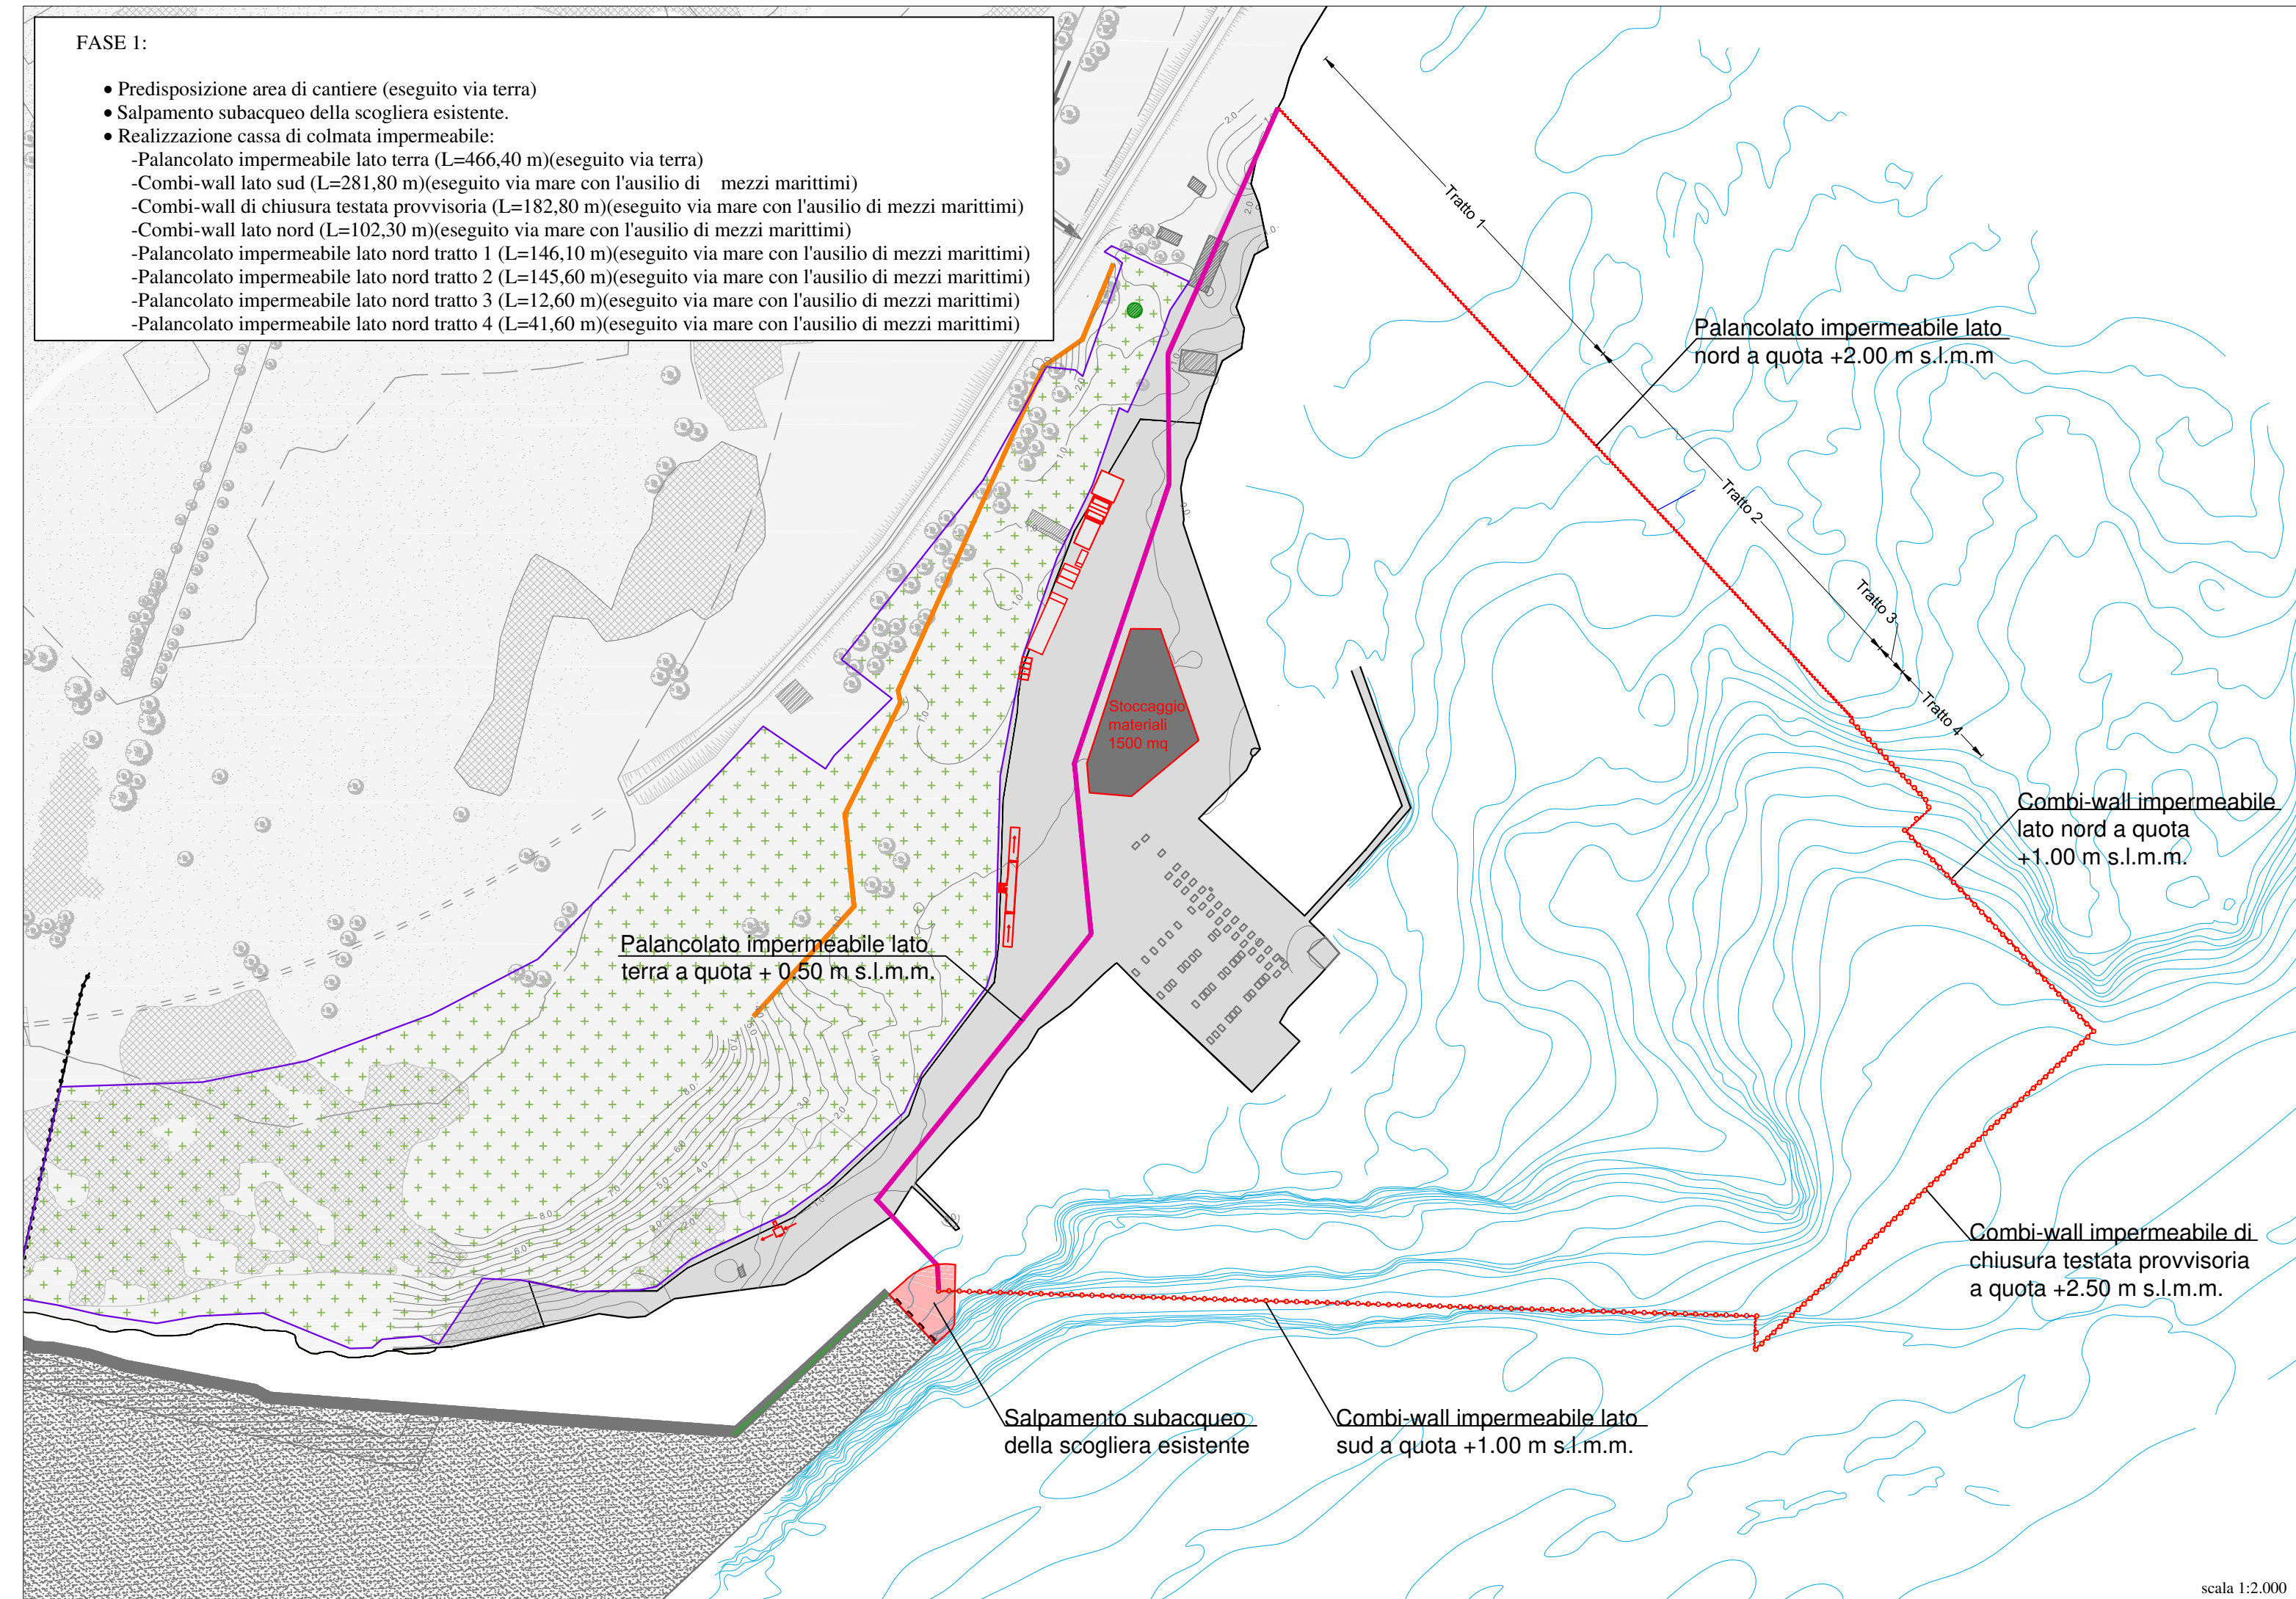 FASE 1:
• Predisposizione area di cantiere (eseguito via terra)
• Salpamento subacqueo della scogliera esistente.
• Realizzazione cassa di colmata impermeabile:
-Palancolato impermeabile lato terra (L=466,40 m)(eseguito via terra)
-Combi-wall lato sud (L=281,80 m)(eseguito via mare con l'ausilio di mezzi marittimi)
-Combi-wall di chiusura testata provvisoria (L=182,80 m)(eseguito via mare con l'ausilio di mezzi marittimi)
-Combi-wall lato nord (L=102,30 m)(eseguito via mare con l'ausilio di mezzi marittimi)
-Palancolato impermeabile lato nord tratto 1 (L=146,10 m)(eseguito via mare con l'ausilio di mezzi marittimi)
-Palancolato impermeabile lato nord tratto 2 (L=145,60 m)(eseguito via mare con l'ausilio di mezzi marittimi)
-Palancolato impermeabile lato nord tratto 3 (L=12,60 m)(eseguito via mare con l'ausilio di mezzi marittimi)
-Palancolato impermeabile lato nord tratto 4 (L=41,60 m)(eseguito via mare con l'ausilio di mezzi marittimi)
Tratto 1
Palancolato impermeabile lato
nord a quota +2.00 m s.l.m.m
Tratto 2
Tratto 3
Tratto 4
Stoccaggio
materiali
1500 mq
Combi-wall impermeabile
lato nord a quota
+1.00 m s.l.m.m.
Palancolato impermeabile lato
terra a quota + 0.50 m s.l.m.m.
Combi-wall impermeabile di
chiusura testata provvisoria
a quota +2.50 m s.l.m.m.
Salpamento subacqueo
della scogliera esistente
Combi-wall impermeabile lato
sud a quota +1.00 m s.l.m.m.
scala 1:2.000